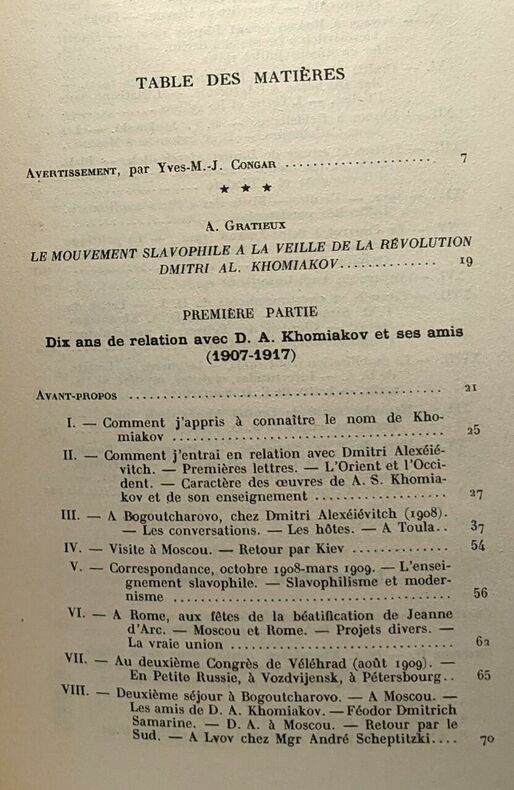 TABLE DES MATIÈRES
AVERTISSEMENT, par Yves-M.-J. CONGAR .................... 7
★ ★ ★
A. GRATIEUX
LE MOUVEMENT SLAVOPHILE A LA VEILLE DE LA RÉVOLUTION
DMITRI AL. KHOMIAKOV............. 19
PREMIÈRE PARTIE
Dix ans de relation avec D. A. Khomiakov et ses amis
(1907-1917)
AVANT-PROPOS .......................................... 21
I. — Comment j'appris à connaître le nom de Kho-
miakov .................................... 25
II. — Comment j'entrai en relation avec Dmitri Alexéié-
vitch. — Premières lettres. — L'Orient et l'Occi-
dent. — Caractère des œuvres de A. S. Khomia-
kov et de son enseignement .................. 27
III. — A Bogoutcharovo, chez Dmitri Alexéiévitch (1908).
— Les conversations. — Les hôtes. — A Toula.. 37
IV. — Visite à Moscou. — Retour par Kiev ............. 54
V. — Correspondance, octobre 1908-mars 1909. — L'ensei-
gnement slavophile. — Slavophilisme et moder-
nisme ..................................... 56
VI. — A Rome, aux fêtes de la béatification de Jeanne
d'Arc. — Moscou et Rome. — Projets divers. —
La vraie union .............................. 62
VII. — Au deuxième Congrès de Véléhrad (août 1909). —
En Petite Russie, à Vozdvijensk, à Pétersbourg.. 65
VIII. — Deuxième séjour à Bogoutcharovo. — A Moscou. —
Les amis de D. A. Khomiakov. — Féodor Dmitrich
Samarine. — D. A. à Moscou. — Retour par le
Sud. — A Lvov chez Mgr André Scheptitzki.... 70